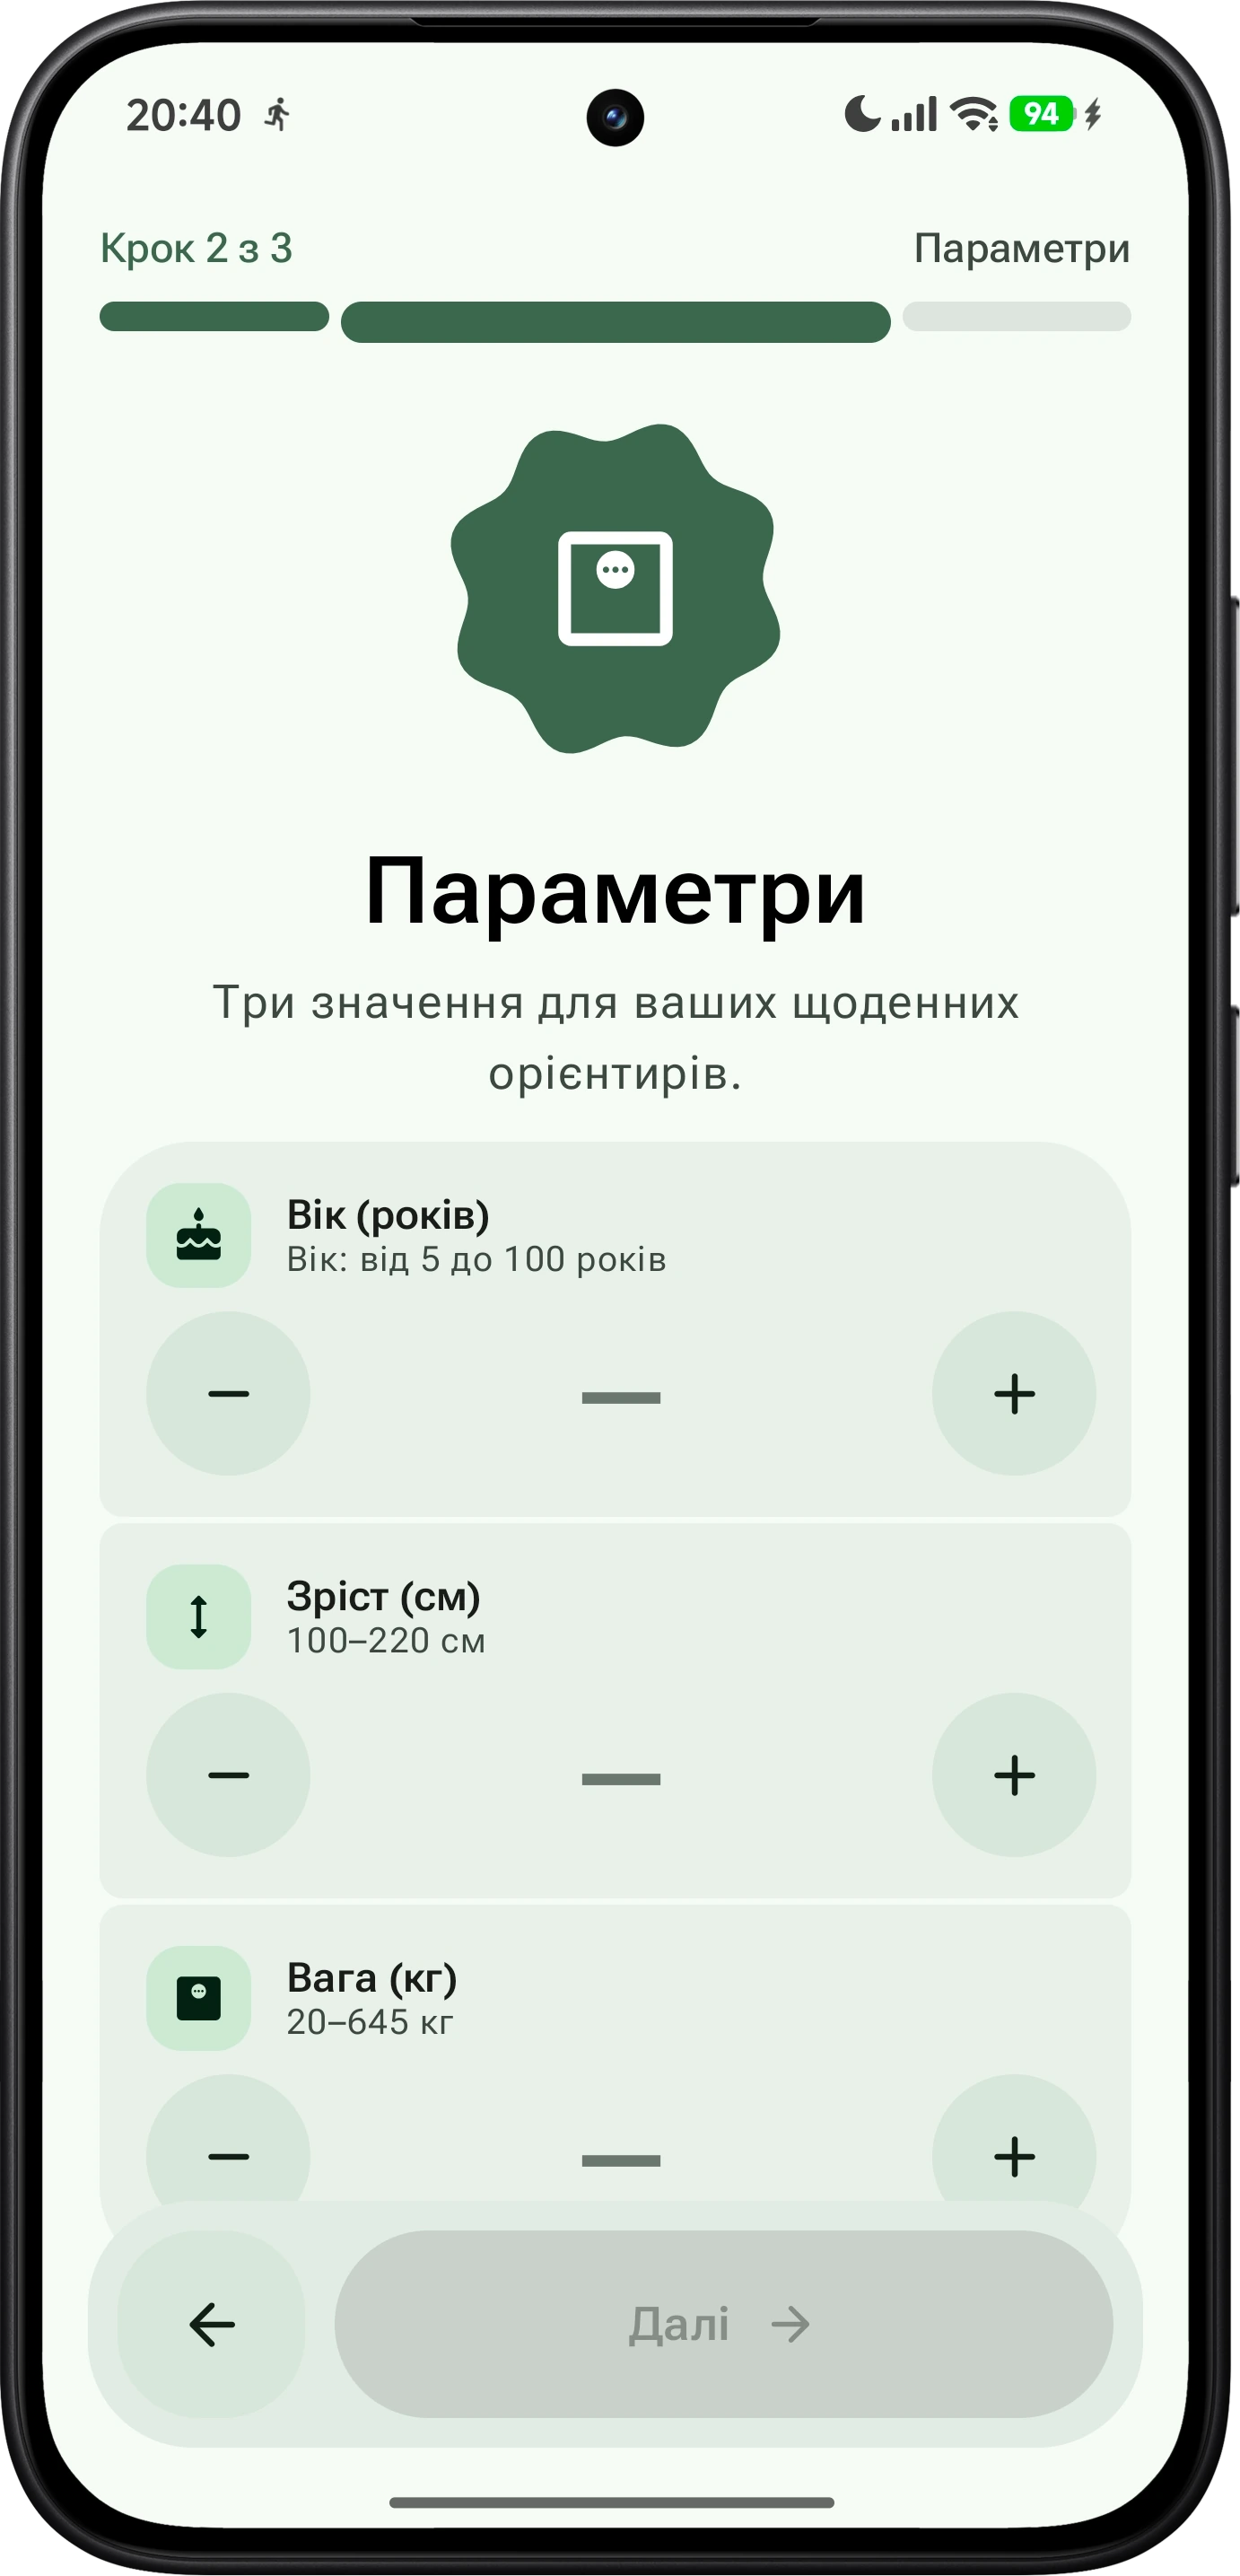 20:40
94
Крок 2 з 3
Параметри
Параметри
Три значення для ваших щоденних
орієнтирів.
Вік (років)
Вік: від 5 до 100 років
Зріст (см)
100–220 см
Вага (кг)
20–645 кг
Далі